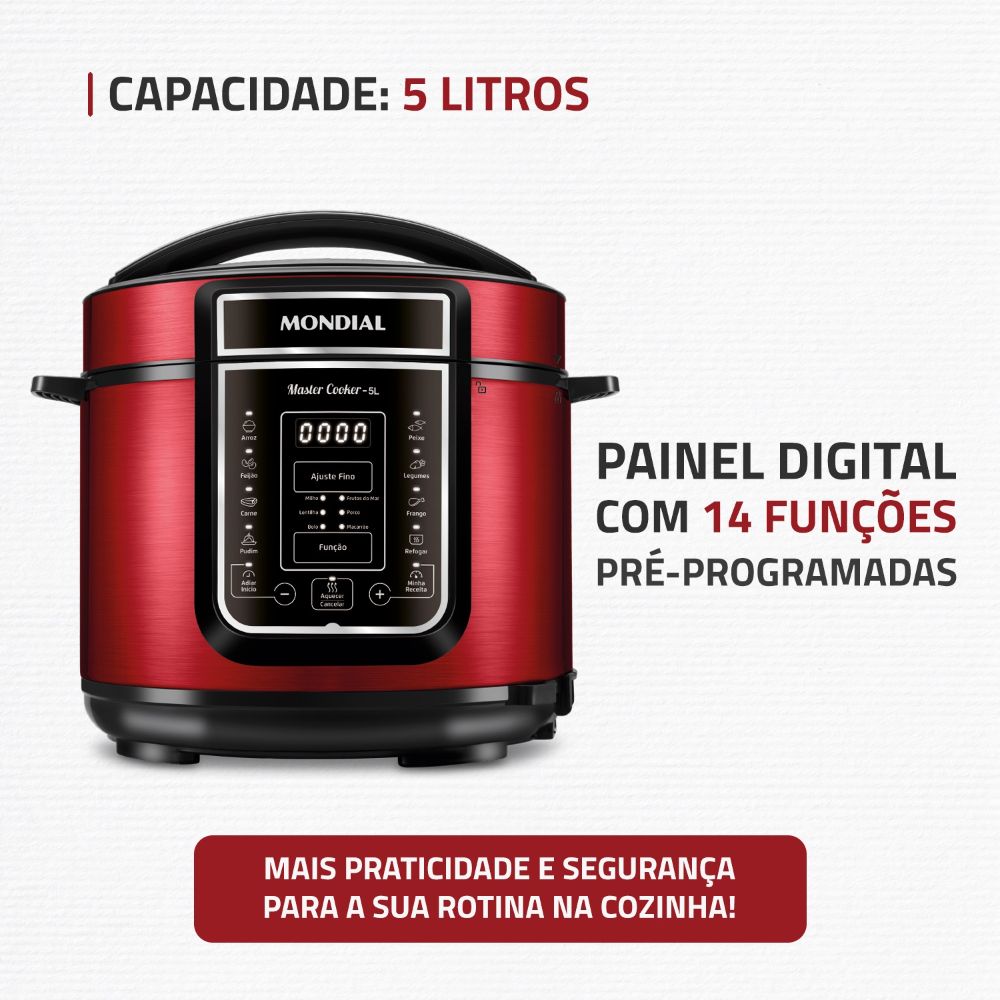 CAPACIDADE: 5 LITROS
MONDIAL
Master Cooker - 5L
0000
Arroz
Peixe
Ajuste Fino
Feijão
Legumes
Milho
Frutos do Mar
Carne
Lentilha
Porco
Frango
Bolo
Macarrão
Pudim
Função
Refogar
Adiar
Início
−
Aquecer
Cancelar
+
Minha
Receita
PAINEL DIGITAL
COM 14 FUNÇÕES
PRÉ-PROGRAMADAS
MAIS PRATICIDADE E SEGURANÇA
PARA A SUA ROTINA NA COZINHA!